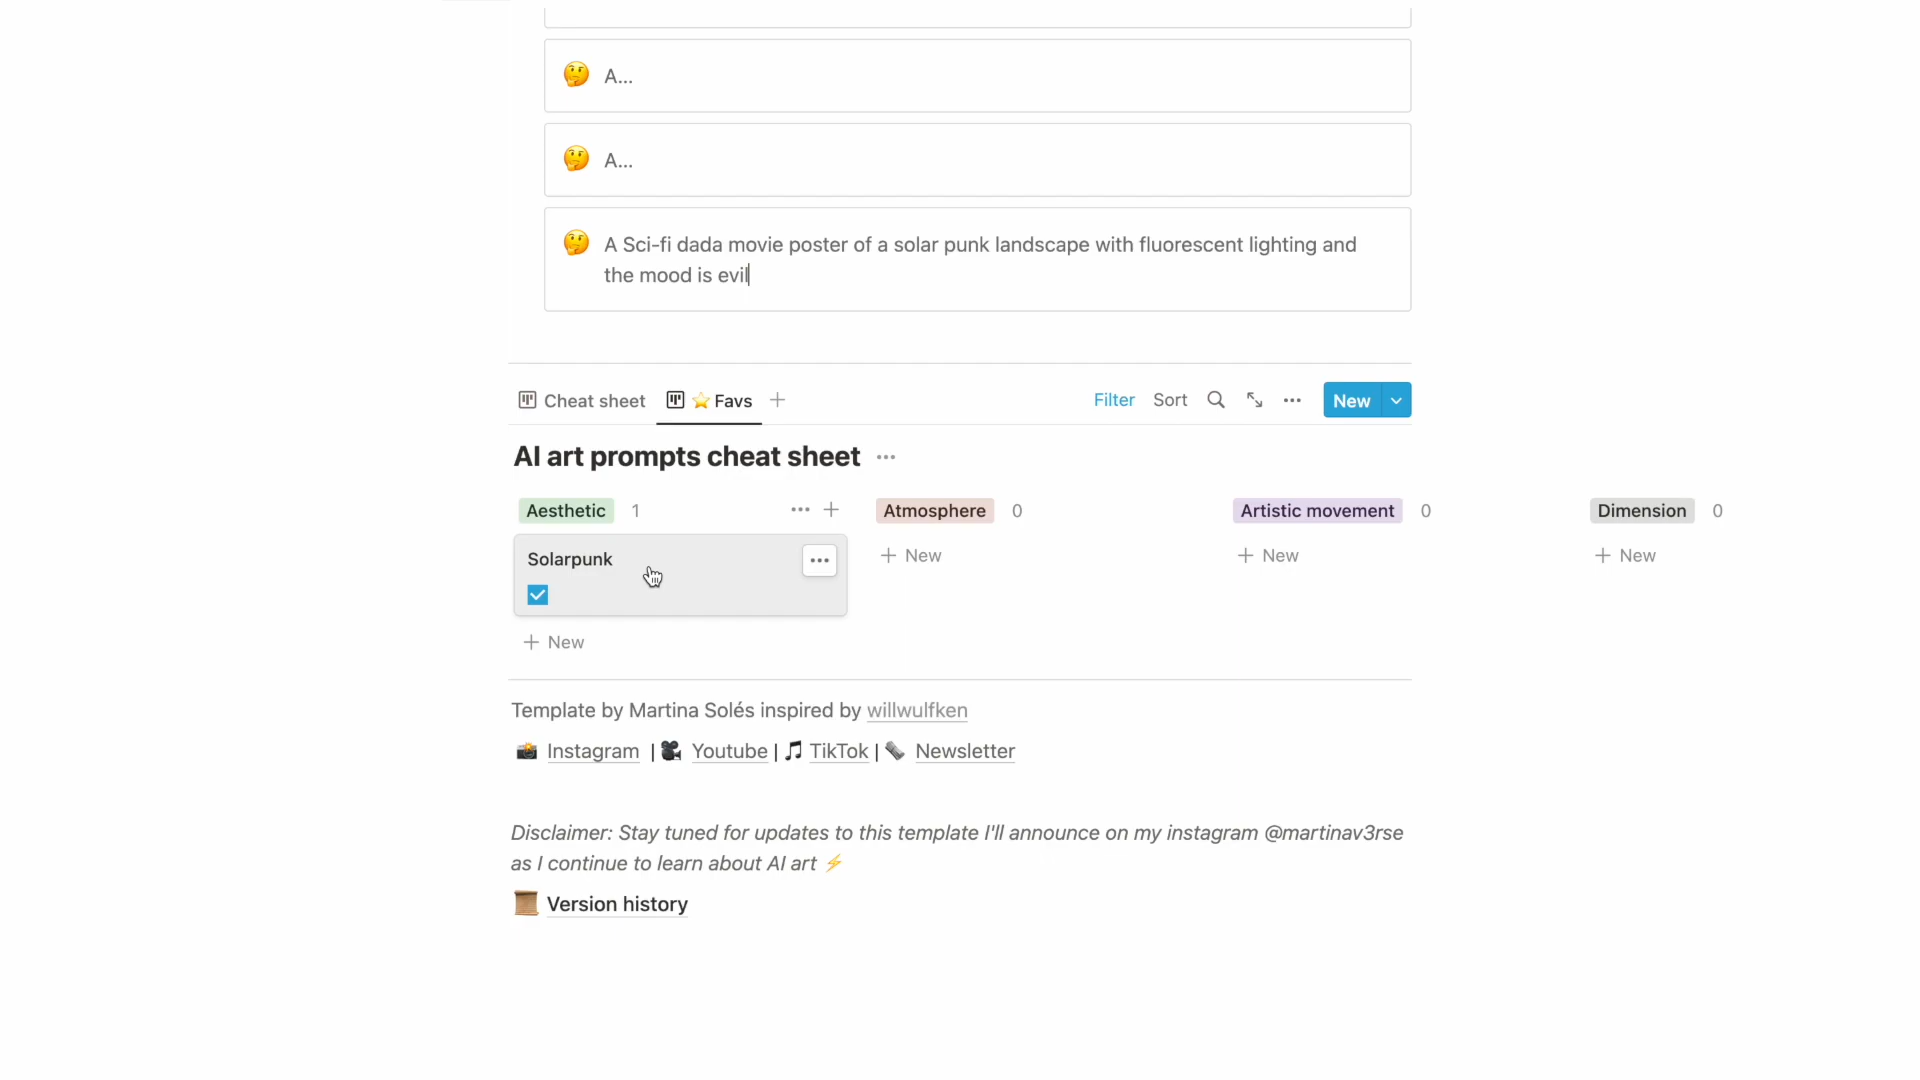 A...
A...
A Sci-fi dada movie poster of a solar punk landscape with fluorescent lighting and
the mood is evil
Cheat sheet ⭐ Favs
Filter Sort New
AI art prompts cheat sheet
Aesthetic 1 Atmosphere 0 Artistic movement 0 Dimension 0
Solarpunk
+ New + New + New
+ New
Template by Martina Solés inspired by willwulfken
📸 Instagram | 🎥 Youtube | 🎵 TikTok | 🗞️ Newsletter
Disclaimer: Stay tuned for updates to this template I'll announce on my instagram @martinav3rse
as I continue to learn about AI art ⚡
Version history